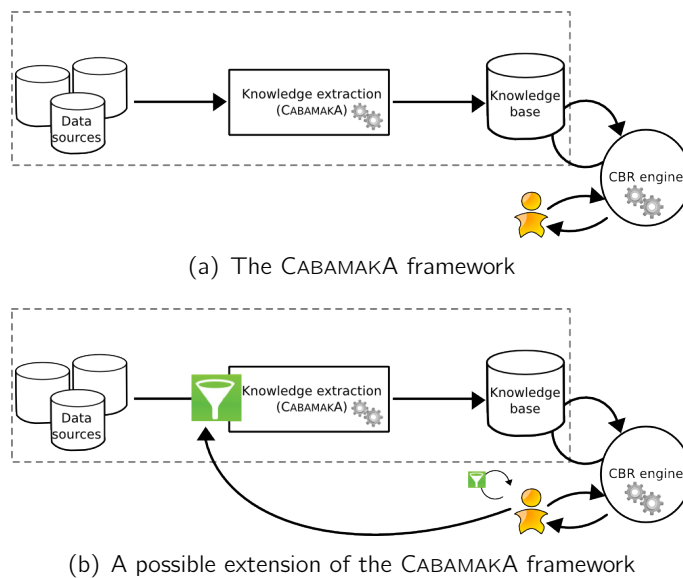 Data
sources
Knowledge extraction
(CABAMAKA)
Knowledge
base
CBR engine
(a) The CABAMAKA framework
Data
sources
Knowledge extraction
(CABAMAKA)
Knowledge
base
CBR engine
(b) A possible extension of the CABAMAKA framework